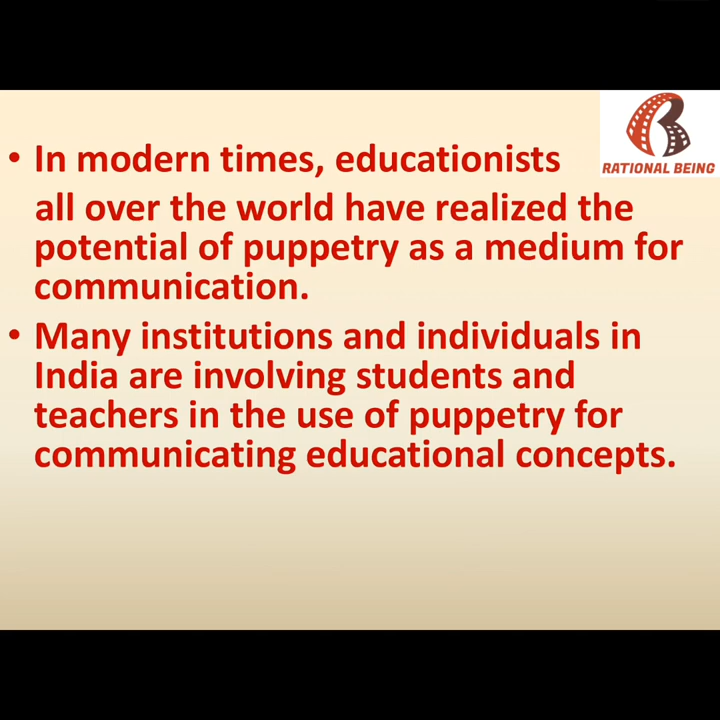 RATIONAL BEING
• In modern times, educationists
all over the world have realized the
potential of puppetry as a medium for
communication.
• Many institutions and individuals in
India are involving students and
teachers in the use of puppetry for
communicating educational concepts.